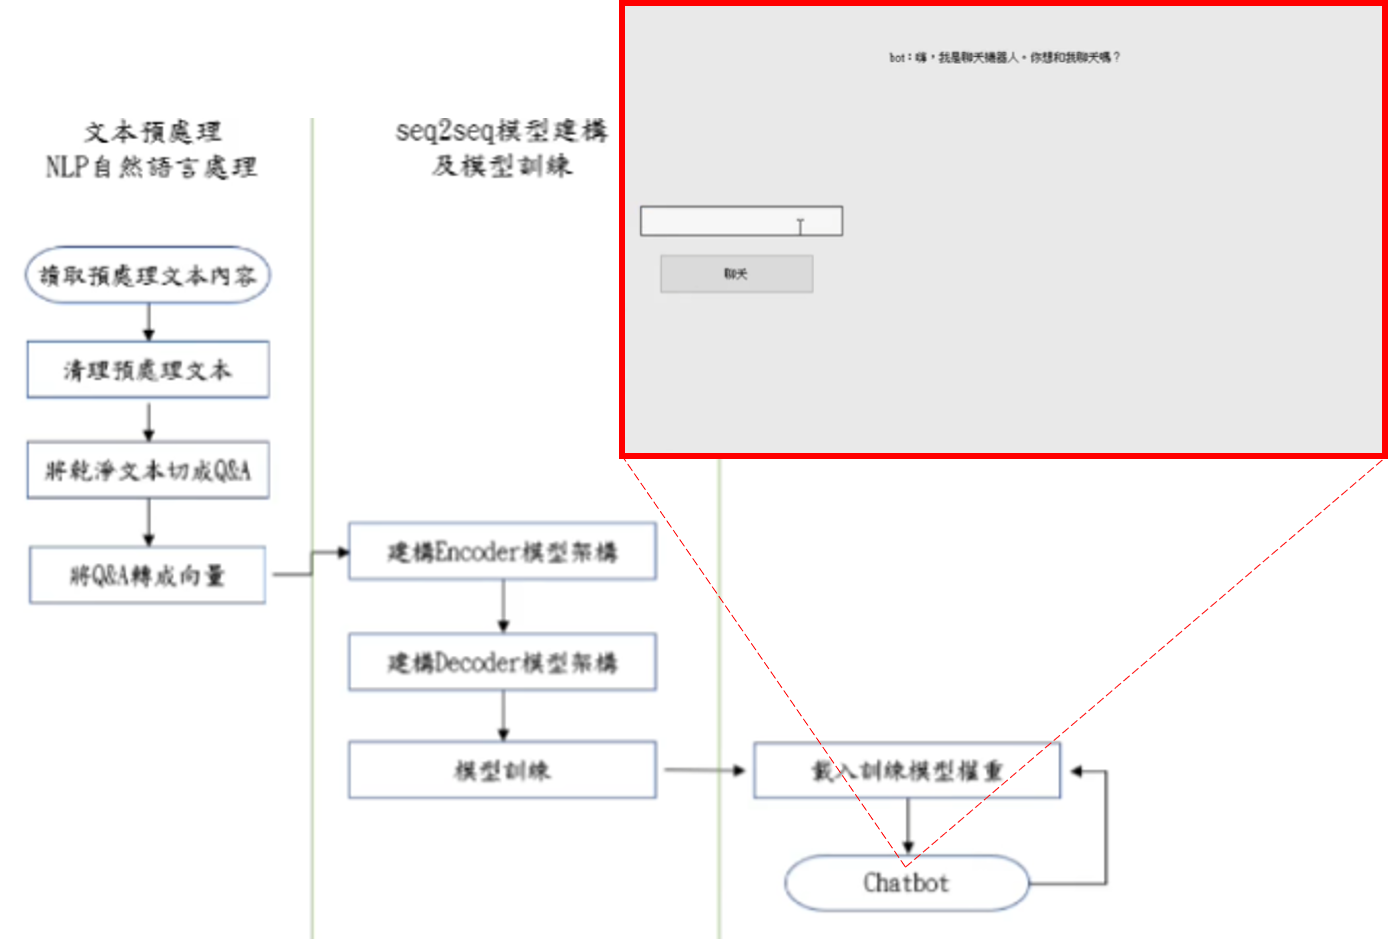 文本預處理
NLP自然語言處理
seq2seq模型建構
及模型訓練
bot：嗨，我是聊天機器人。你想和我聊天嗎？
聊天
讀取預處理文本內容
清理預處理文本
將乾淨文本切成Q&A
將Q&A轉成向量
建構Encoder模型架構
建構Decoder模型架構
模型訓練
載入訓練模型權重
Chatbot